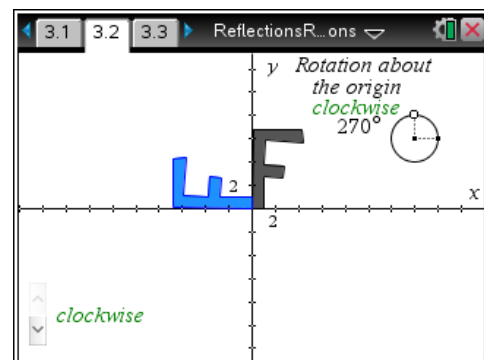 3.1 3.2 3.3 ReflectionsR...ons
y
Rotation about
the origin
clockwise
270°
2
x
2
clockwise